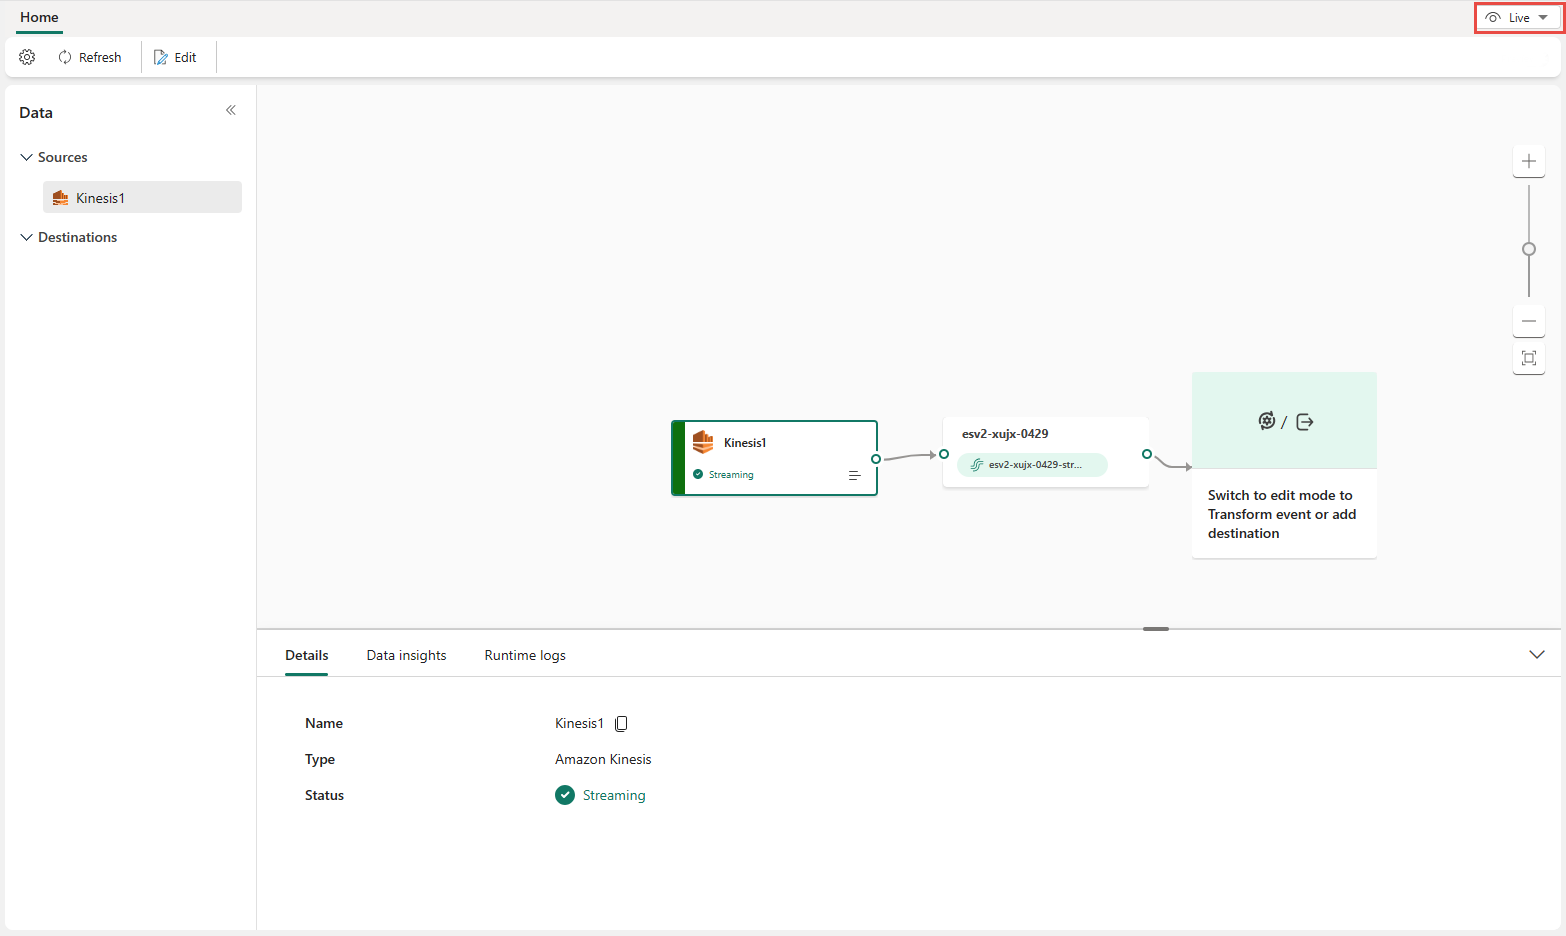 Home
Live
Refresh
Edit
Data
Sources
Kinesis1
Destinations
Kinesis1
Streaming
esv2-xujx-0429
esv2-xujx-0429-str...
/
Switch to edit mode to
Transform event or add
destination
Details
Data insights
Runtime logs
Name
Kinesis1
Type
Amazon Kinesis
Status
Streaming